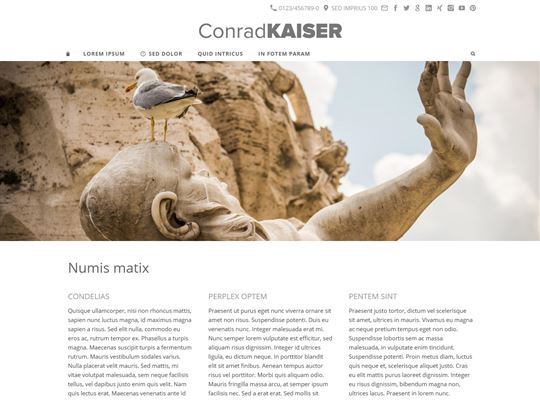 0123/456789-0 SEO IMPRIUS 100
ConradKAISER
LOREM IPSUM SED DOLOR QUID INTRICUS IN FOTEM PARAM
Numis matix
CONDELIAS
Quisque ullamcorper, nisi non rhoncus mattis,
sapien nunc luctus magna, id maximus magna
sapien a risus. Sed elit nulla, commodo eu
eros ac, rutrum tempor ex. Phasellus a turpis
magna. Maecenas suscipit turpis a fermentum
rutrum. Mauris vestibulum sodales varius.
Nulla placerat velit mauris. Sed mattis, mi
vitae volutpat malesuada, sem neque facilisis
tellus, vel dapibus justo enim quis velit. Nam
quis lectus erat. Maecenas venenatis ante id
PERPLEX OPTEM
Praesent ut purus eget nunc viverra ornare sit
amet non risus. Suspendisse potenti. Duis eu
venenatis nunc. Integer malesuada erat mi.
Nunc semper lorem vulputate est efficitur, sed
aliquam risus dignissim. Integer id ultrices
ligula, eu dictum neque. In porttitor blandit
elit sit amet finibus. Aenean tempus auctor
risus vel porttitor. Morbi quis aliquam odio.
Mauris fringilla massa arcu, at semper ipsum
facilisis nec. Sed a erat erat. Sed mollis sit
PENTEM SINT
Praesent justo tortor, dictum vel scelerisque
sit amet, ultrices in mauris. Vivamus eu magna
ac neque pretium tempus eget non odio.
Suspendisse lobortis sem ac massa
malesuada, in vulputate enim tincidunt.
Suspendisse potenti. Proin metus diam, luctus
quis neque et, scelerisque aliquet justo. Cras
eu elit mattis purus laoreet dignissim. Integer
eu risus dignissim, bibendum magna non,
ultrices lacus. Praesent in lorem nunc.